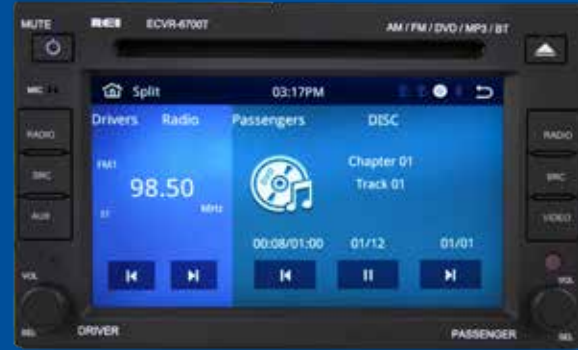 MUTE
REI ECVR-6700T
AM / FM / DVD / MP3 / BT
MIC
Split 03:17PM
RADIO
SRC
AUX
Drivers Radio
FM1
98.50
MHz
ST
Passengers DISC
Chapter 01
Track 01
00:08/01:00 01/12 01/01
RADIO
SRC
VIDEO
VOL
SEL
DRIVER
PASSENGER
VOL
SEL